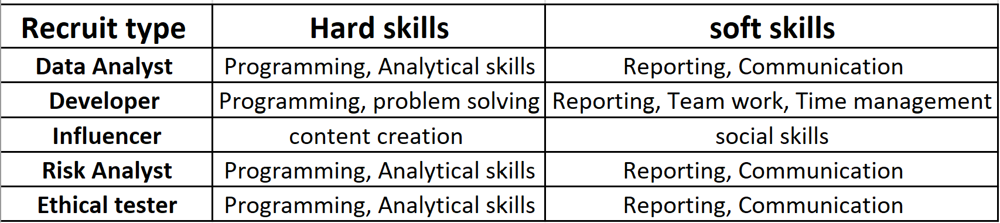 Recruit type Hard skills soft skills
Data Analyst Programming, Analytical skills Reporting, Communication
Developer Programming, problem solving Reporting, Team work, Time management
Influencer content creation social skills
Risk Analyst Programming, Analytical skills Reporting, Communication
Ethical tester Programming, Analytical skills Reporting, Communication